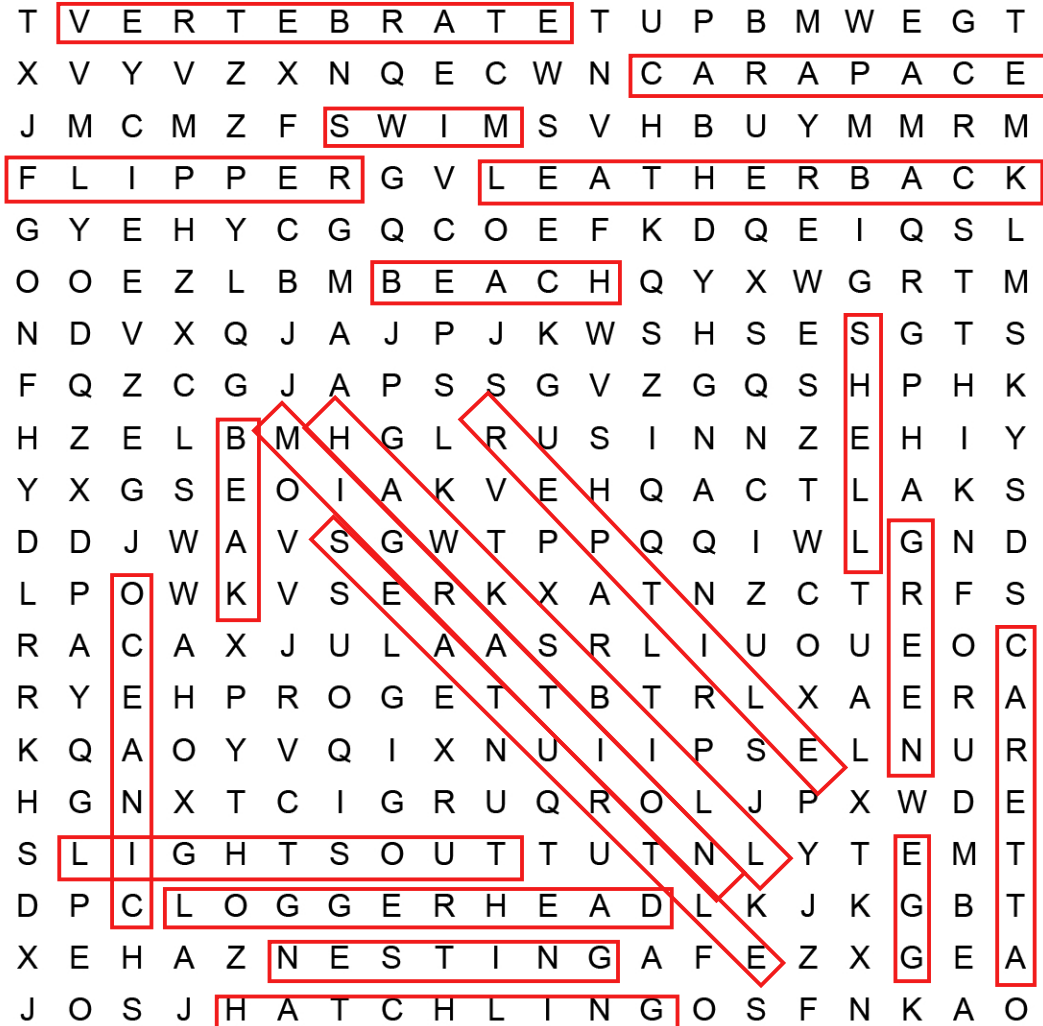 T V E R T E B R A T E T U P B M W E G T
X V Y V Z X N Q E C W N C A R A P A C E
J M C M Z F S W I M S V H B U Y M M R M
F L I P P E R G V L E A T H E R B A C K
G Y E H Y C G Q C O E F K D Q E I Q S L
O O E Z L B M B E A C H Q Y X W G R T M
N D V X Q J A J P J K W S H S E S G T S
F Q Z C G J A P S S G V Z G Q S H P H K
H Z E L B M H G L R U S I N N Z E H I Y
Y X G S E O I A K V E H Q A C T L A K S
D D J W A V S G W T P P Q Q I W L G N D
L P O W K V S E R K X A T N Z C T R F S
R A C A X J U L A A S R L I U O U E O C
R Y E H P R O G E T T B T R L X A E R A
K Q A O Y V Q I X N U I I P S E L N U R
H G N X T C I G R U Q R O L J P X W D E
S L I G H T S O U T T U T N L Y T E M T
D P C L O G G E R H E A D L K J K G B T
X E H A Z N E S T I N G A F E Z X G E A
J O S J H A T C H L I N G O S F N K A O